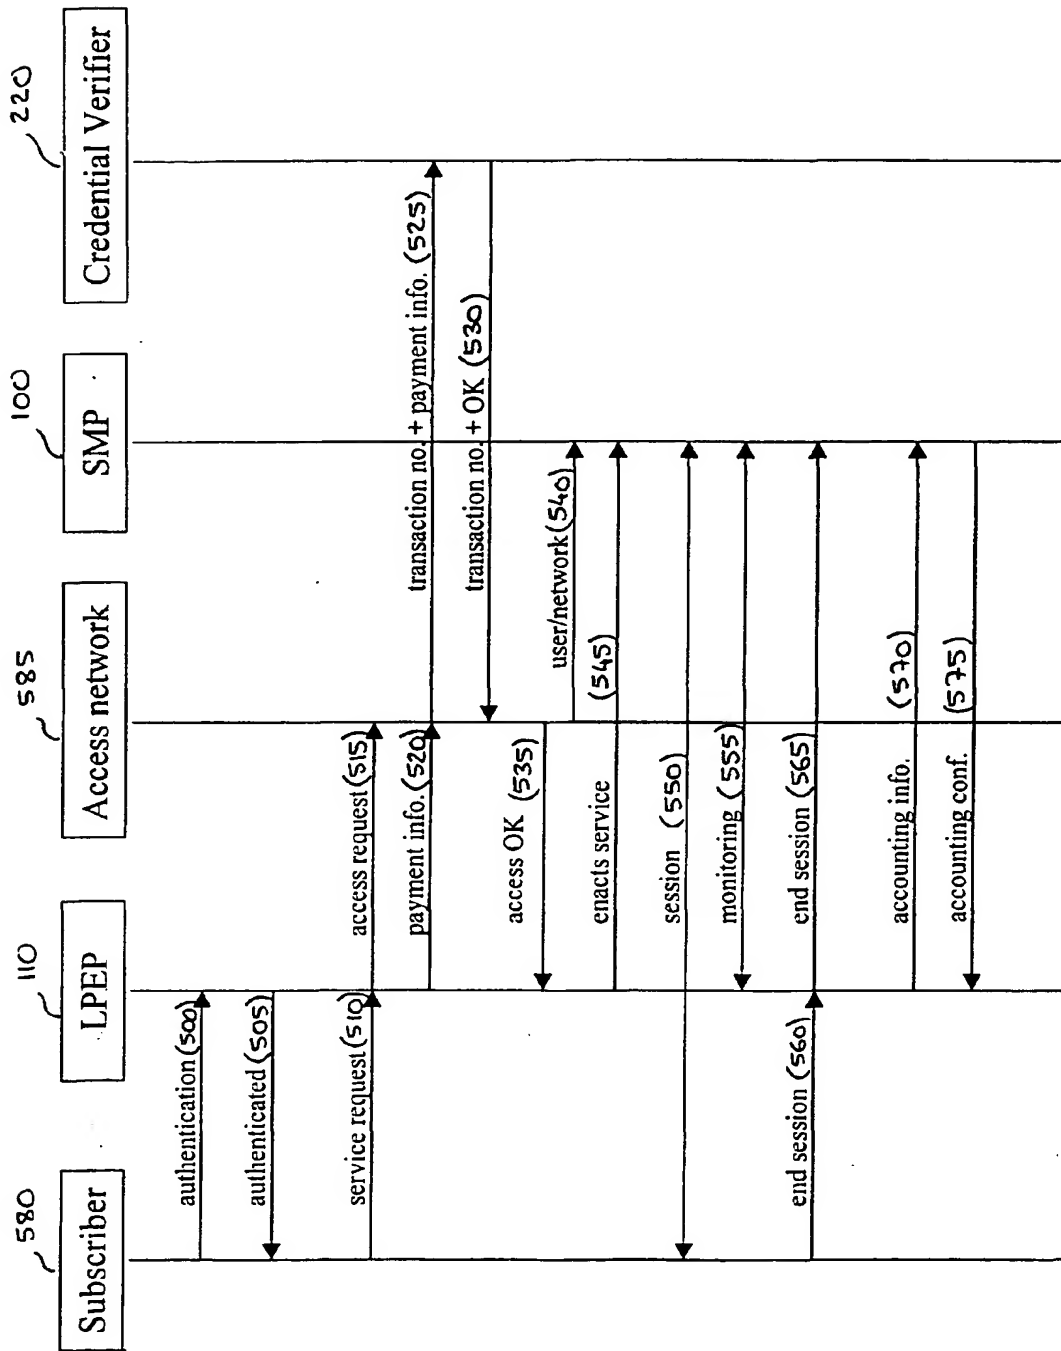 580
110
585
100
220
Subscriber
LPEP
Access network
SMP
Credential Verifier
authentication (500)
authenticated (505)
service request (510)
access request (515)
payment info. (520)
transaction no. + payment info. (525)
transaction no. + OK (530)
access OK (535)
user/network (540)
enacts service (545)
session (550)
monitoring (555)
end session (560)
end session (565)
accounting info. (570)
accounting conf. (575)